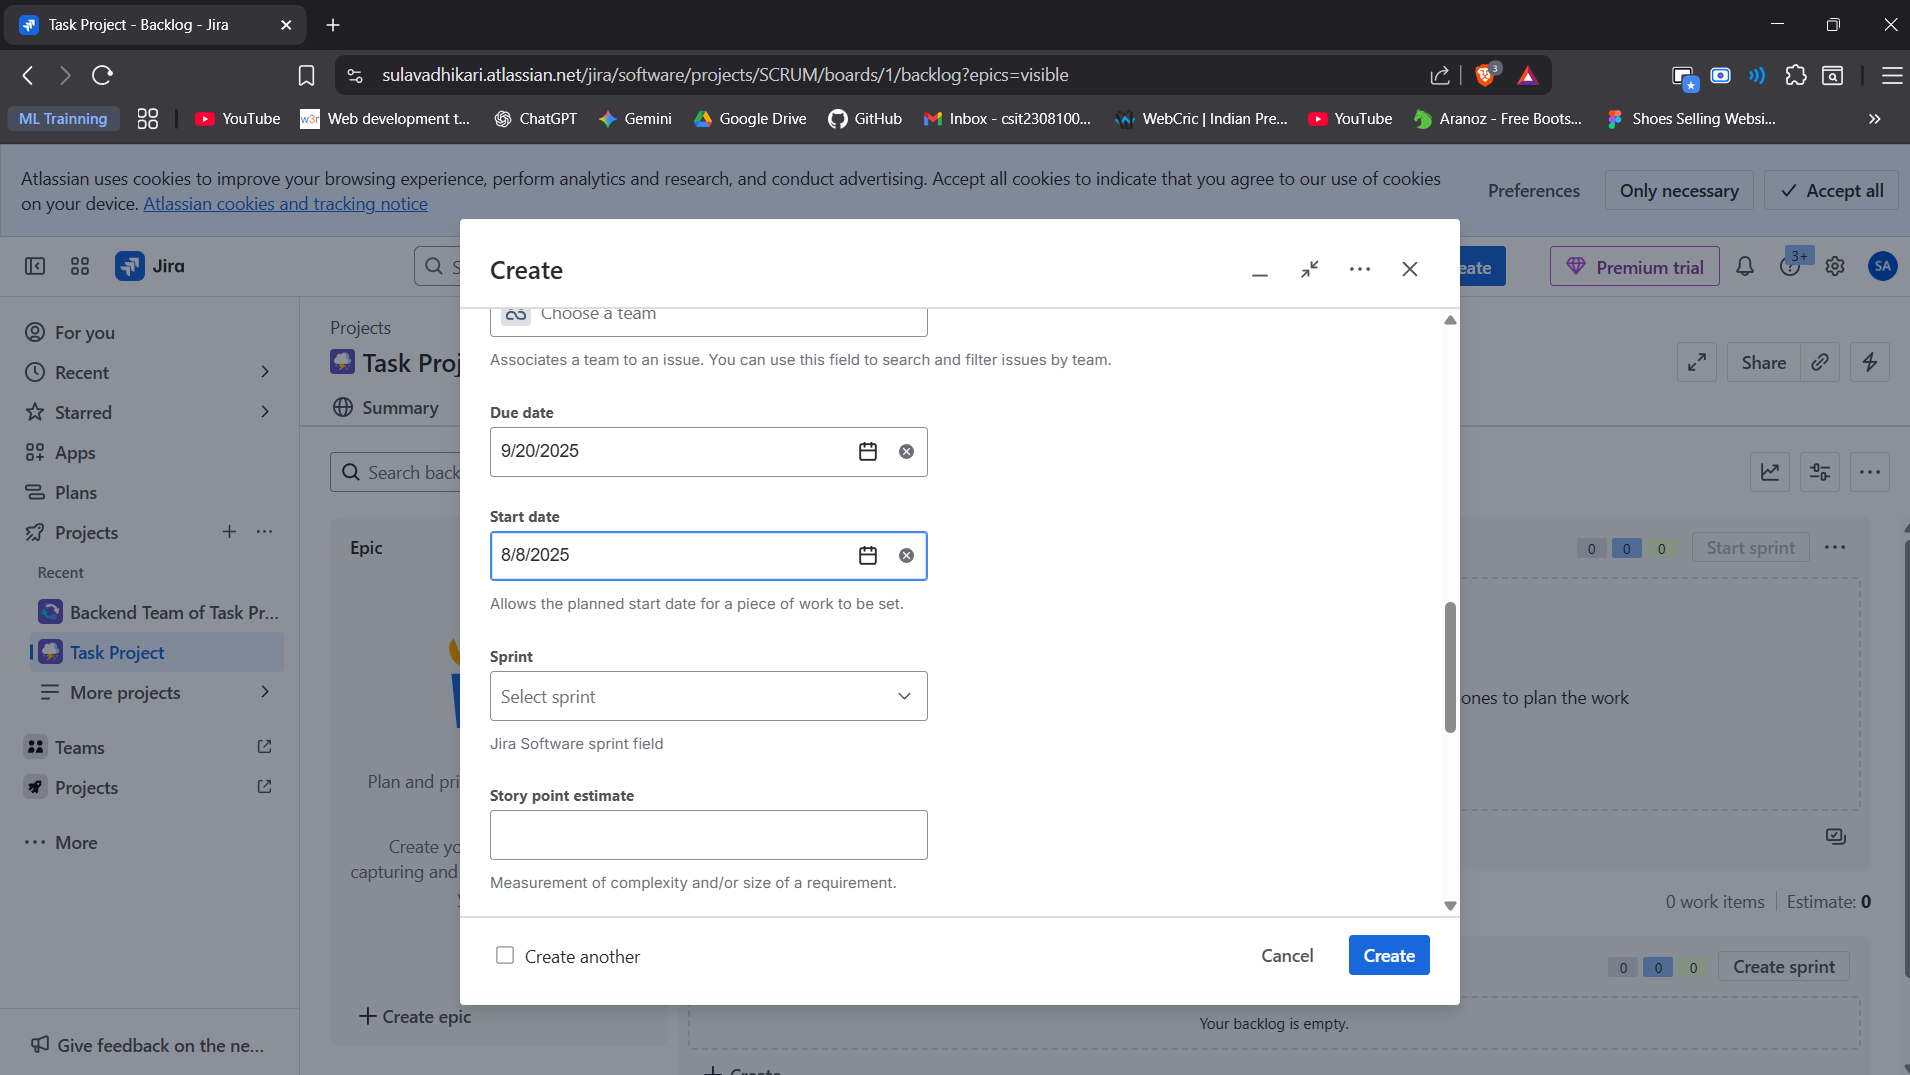 Task Project - Backlog - Jira
sulavadhikari.atlassian.net/jira/software/projects/SCRUM/boards/1/backlog?epics=visible
3
ML Trainning
YouTube
w3r
Web development t...
ChatGPT
Gemini
Google Drive
GitHub
Inbox - csit2308100...
WebCric | Indian Pre...
YouTube
Aranoz - Free Boots...
Shoes Selling Websi...
Atlassian uses cookies to improve your browsing experience, perform analytics and research, and conduct advertising. Accept all cookies to indicate that you agree to our use of cookies
on your device. Atlassian cookies and tracking notice
Preferences
Only necessary
Accept all
Jira
Premium trial
3+
SA
For you
Recent
Starred
Apps
Plans
Projects
Recent
Backend Team of Task Pr...
Task Project
More projects
Teams
Projects
More
Give feedback on the ne...
Projects
Task Proj
Summary
Share
Search back
Epic
Plan and pri
Create yo
capturing and
Create epic
Create
Choose a team
Associates a team to an issue. You can use this field to search and filter issues by team.
Due date
9/20/2025
Start date
8/8/2025
Allows the planned start date for a piece of work to be set.
Sprint
Select sprint
Jira Software sprint field
Story point estimate
Measurement of complexity and/or size of a requirement.
Create another
Cancel
Create
0 0 0
Start sprint
ones to plan the work
0 work items
Estimate: 0
0 0 0
Create sprint
Your backlog is empty.
Create